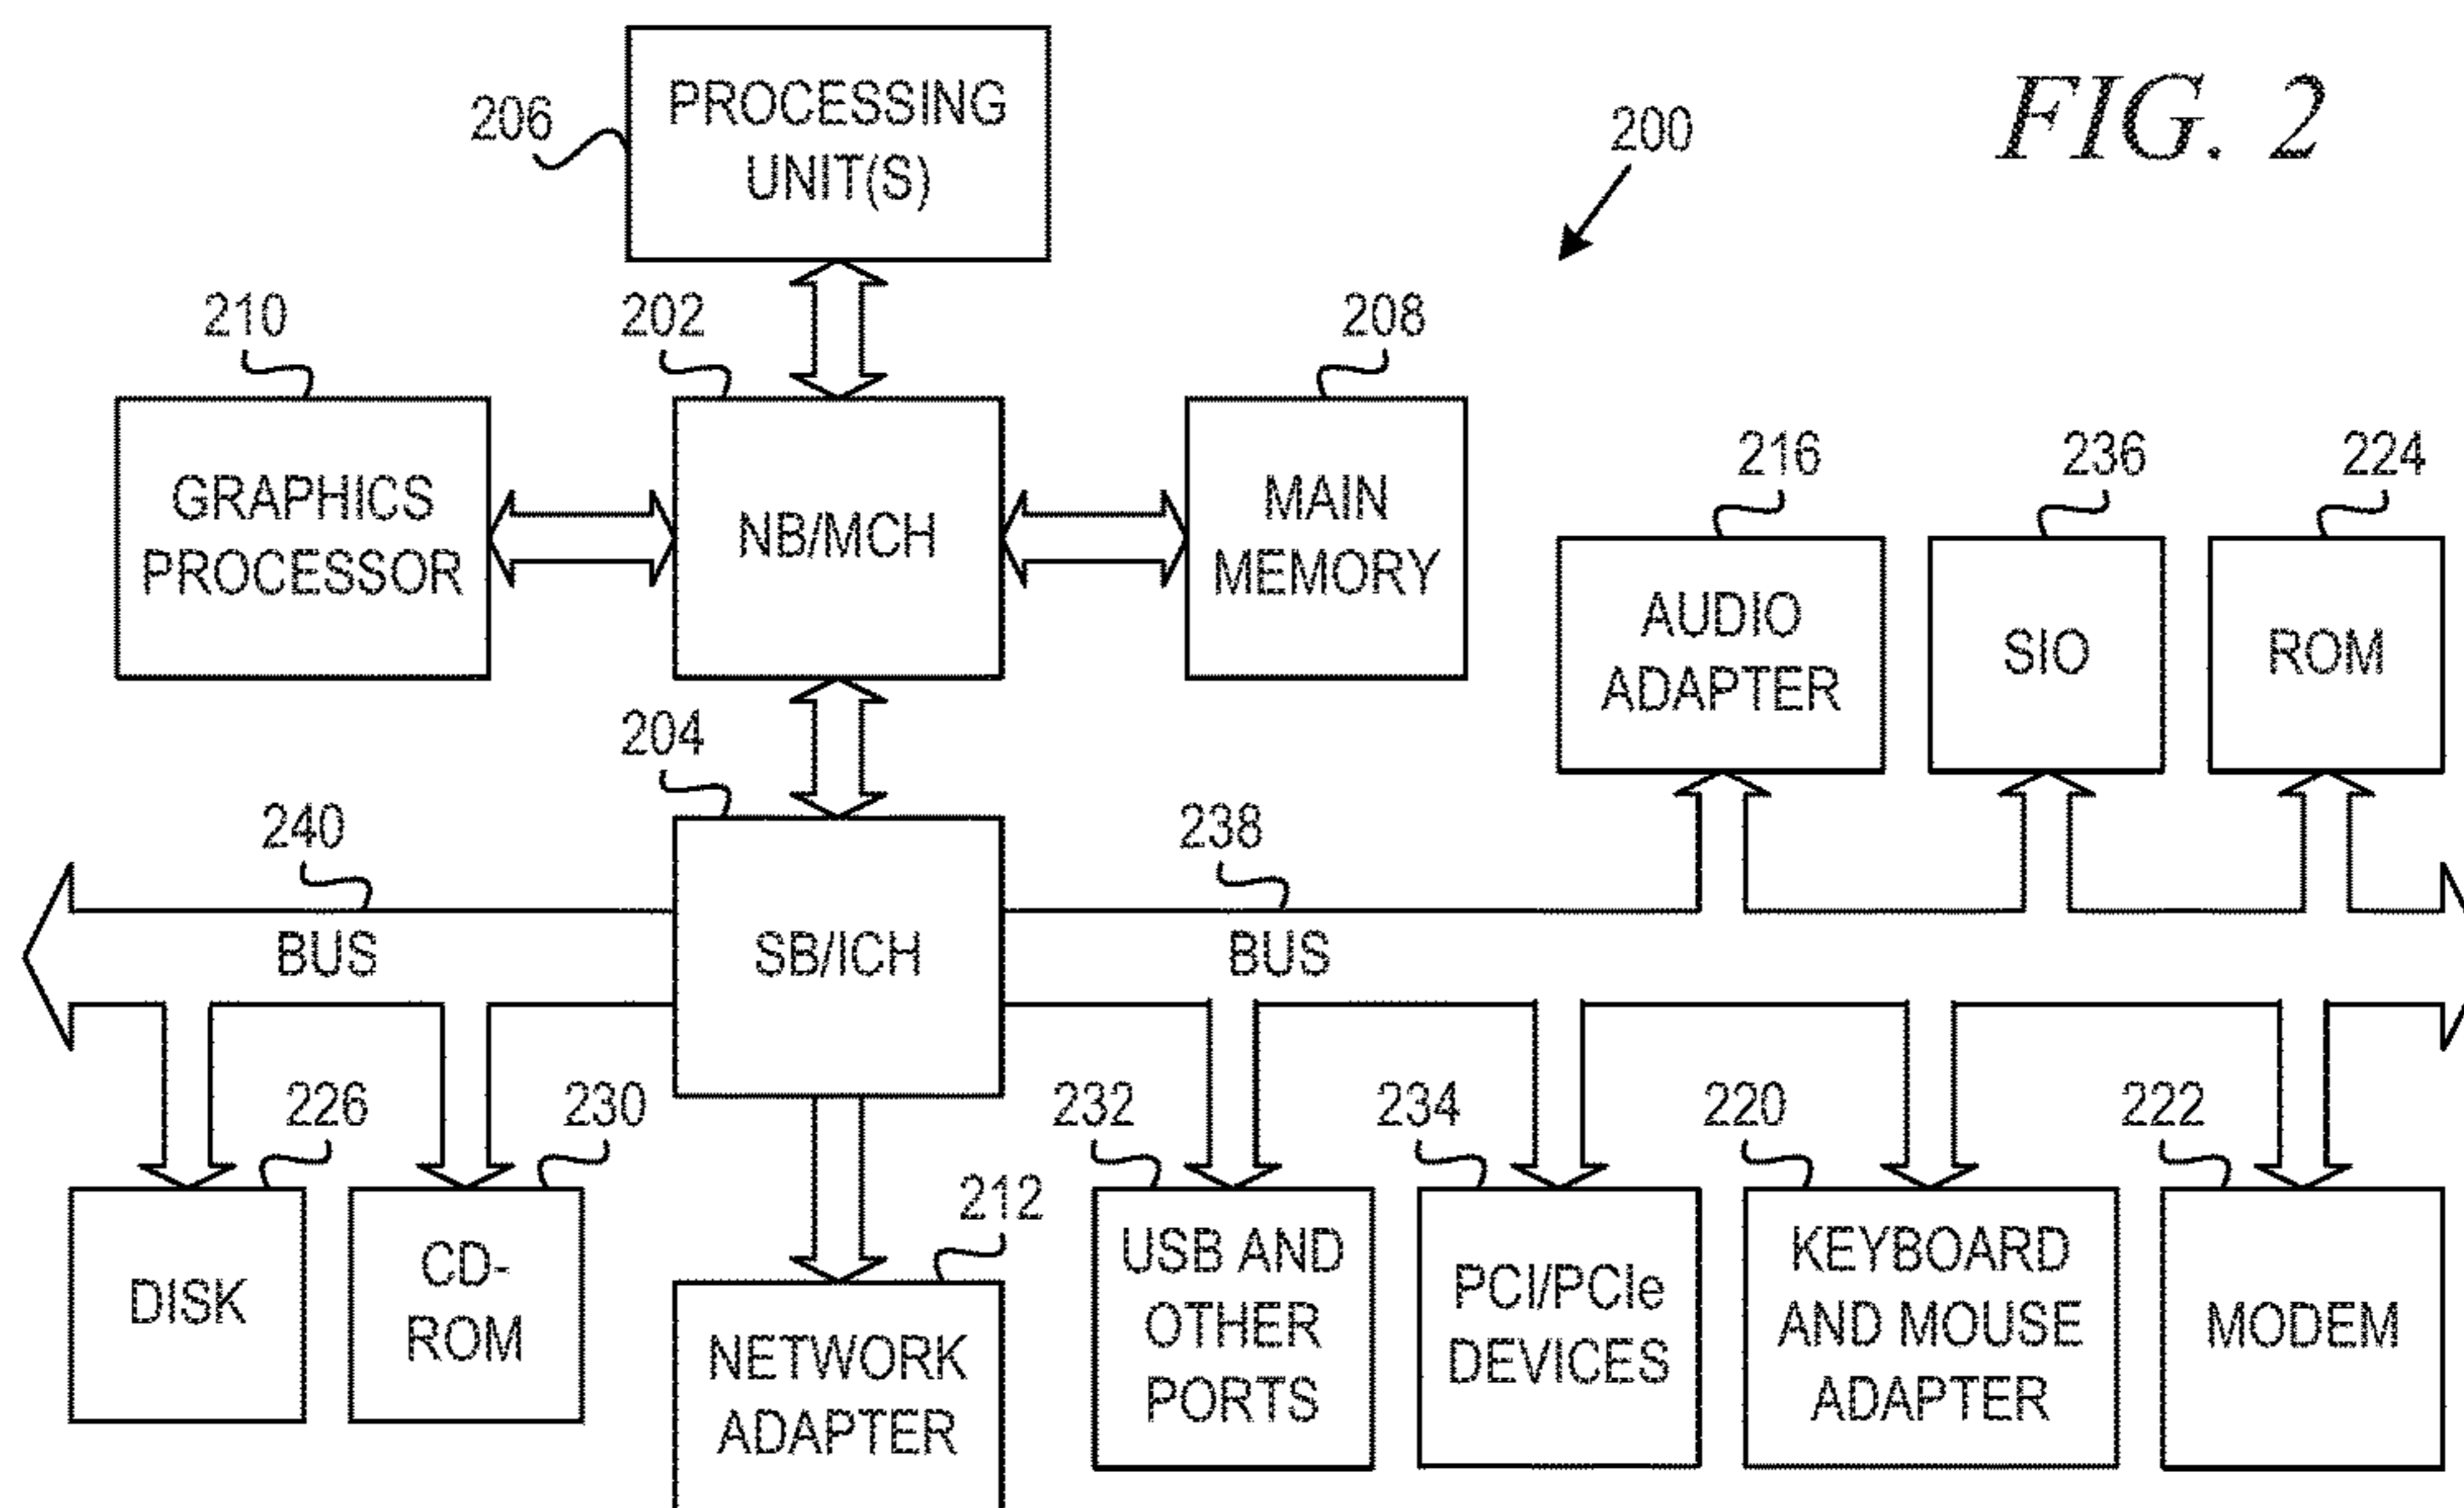 FIG. 2
200
206
PROCESSING
UNIT(S)
210
202
208
GRAPHICS
PROCESSOR
NB/MCH
MAIN
MEMORY
216
236
224
AUDIO
ADAPTER
SIO
ROM
204
240
238
BUS
SB/ICH
BUS
226
230
212
232
234
220
222
DISK
CD-
ROM
NETWORK
ADAPTER
USB AND
OTHER
PORTS
PCI/PCIe
DEVICES
KEYBOARD
AND MOUSE
ADAPTER
MODEM